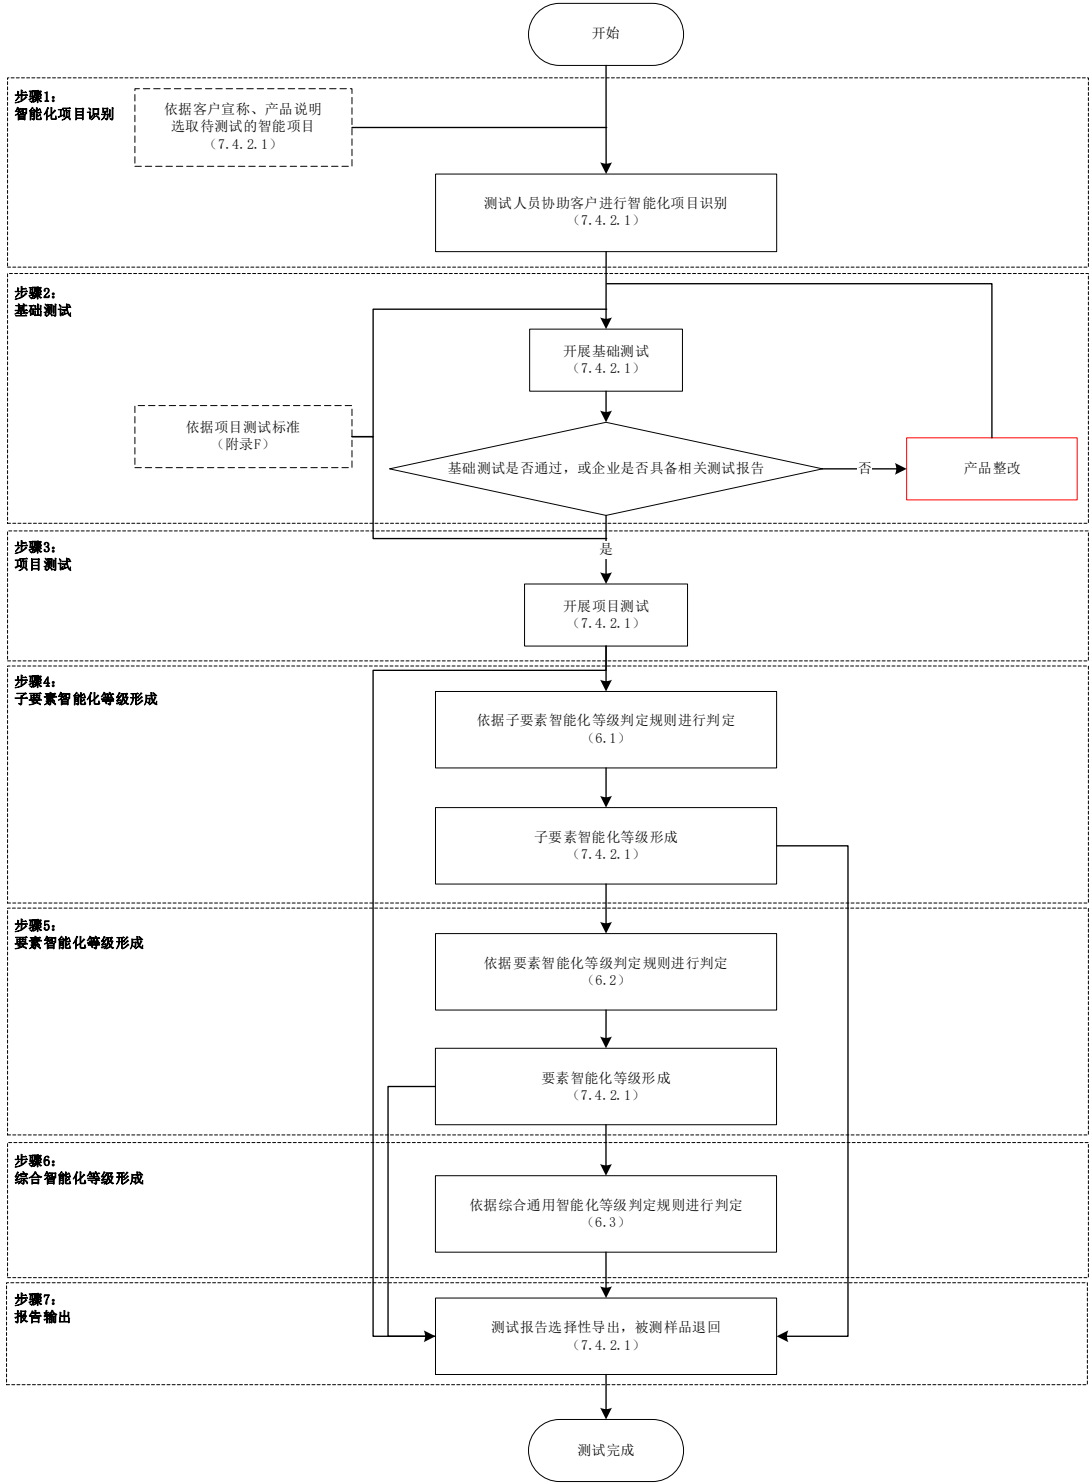 开始
步骤1：
智能化项目识别
依据客户宣称、产品说明
选取待测试的智能项目
（7.4.2.1）
测试人员协助客户进行智能化项目识别
（7.4.2.1）
步骤2：
基础测试
开展基础测试
（7.4.2.1）
依据项目测试标准
（附录F）
基础测试是否通过，或企业是否具备相关测试报告
否
产品整改
步骤3：
项目测试
是
开展项目测试
（7.4.2.1）
步骤4：
子要素智能化等级形成
依据子要素智能化等级判定规则进行判定
（6.1）
子要素智能化等级形成
（7.4.2.1）
步骤5：
要素智能化等级形成
依据要素智能化等级判定规则进行判定
（6.2）
要素智能化等级形成
（7.4.2.1）
步骤6：
综合智能化等级形成
依据综合通用智能化等级判定规则进行判定
（6.3）
步骤7：
报告输出
测试报告选择性导出，被测样品退回
（7.4.2.1）
测试完成